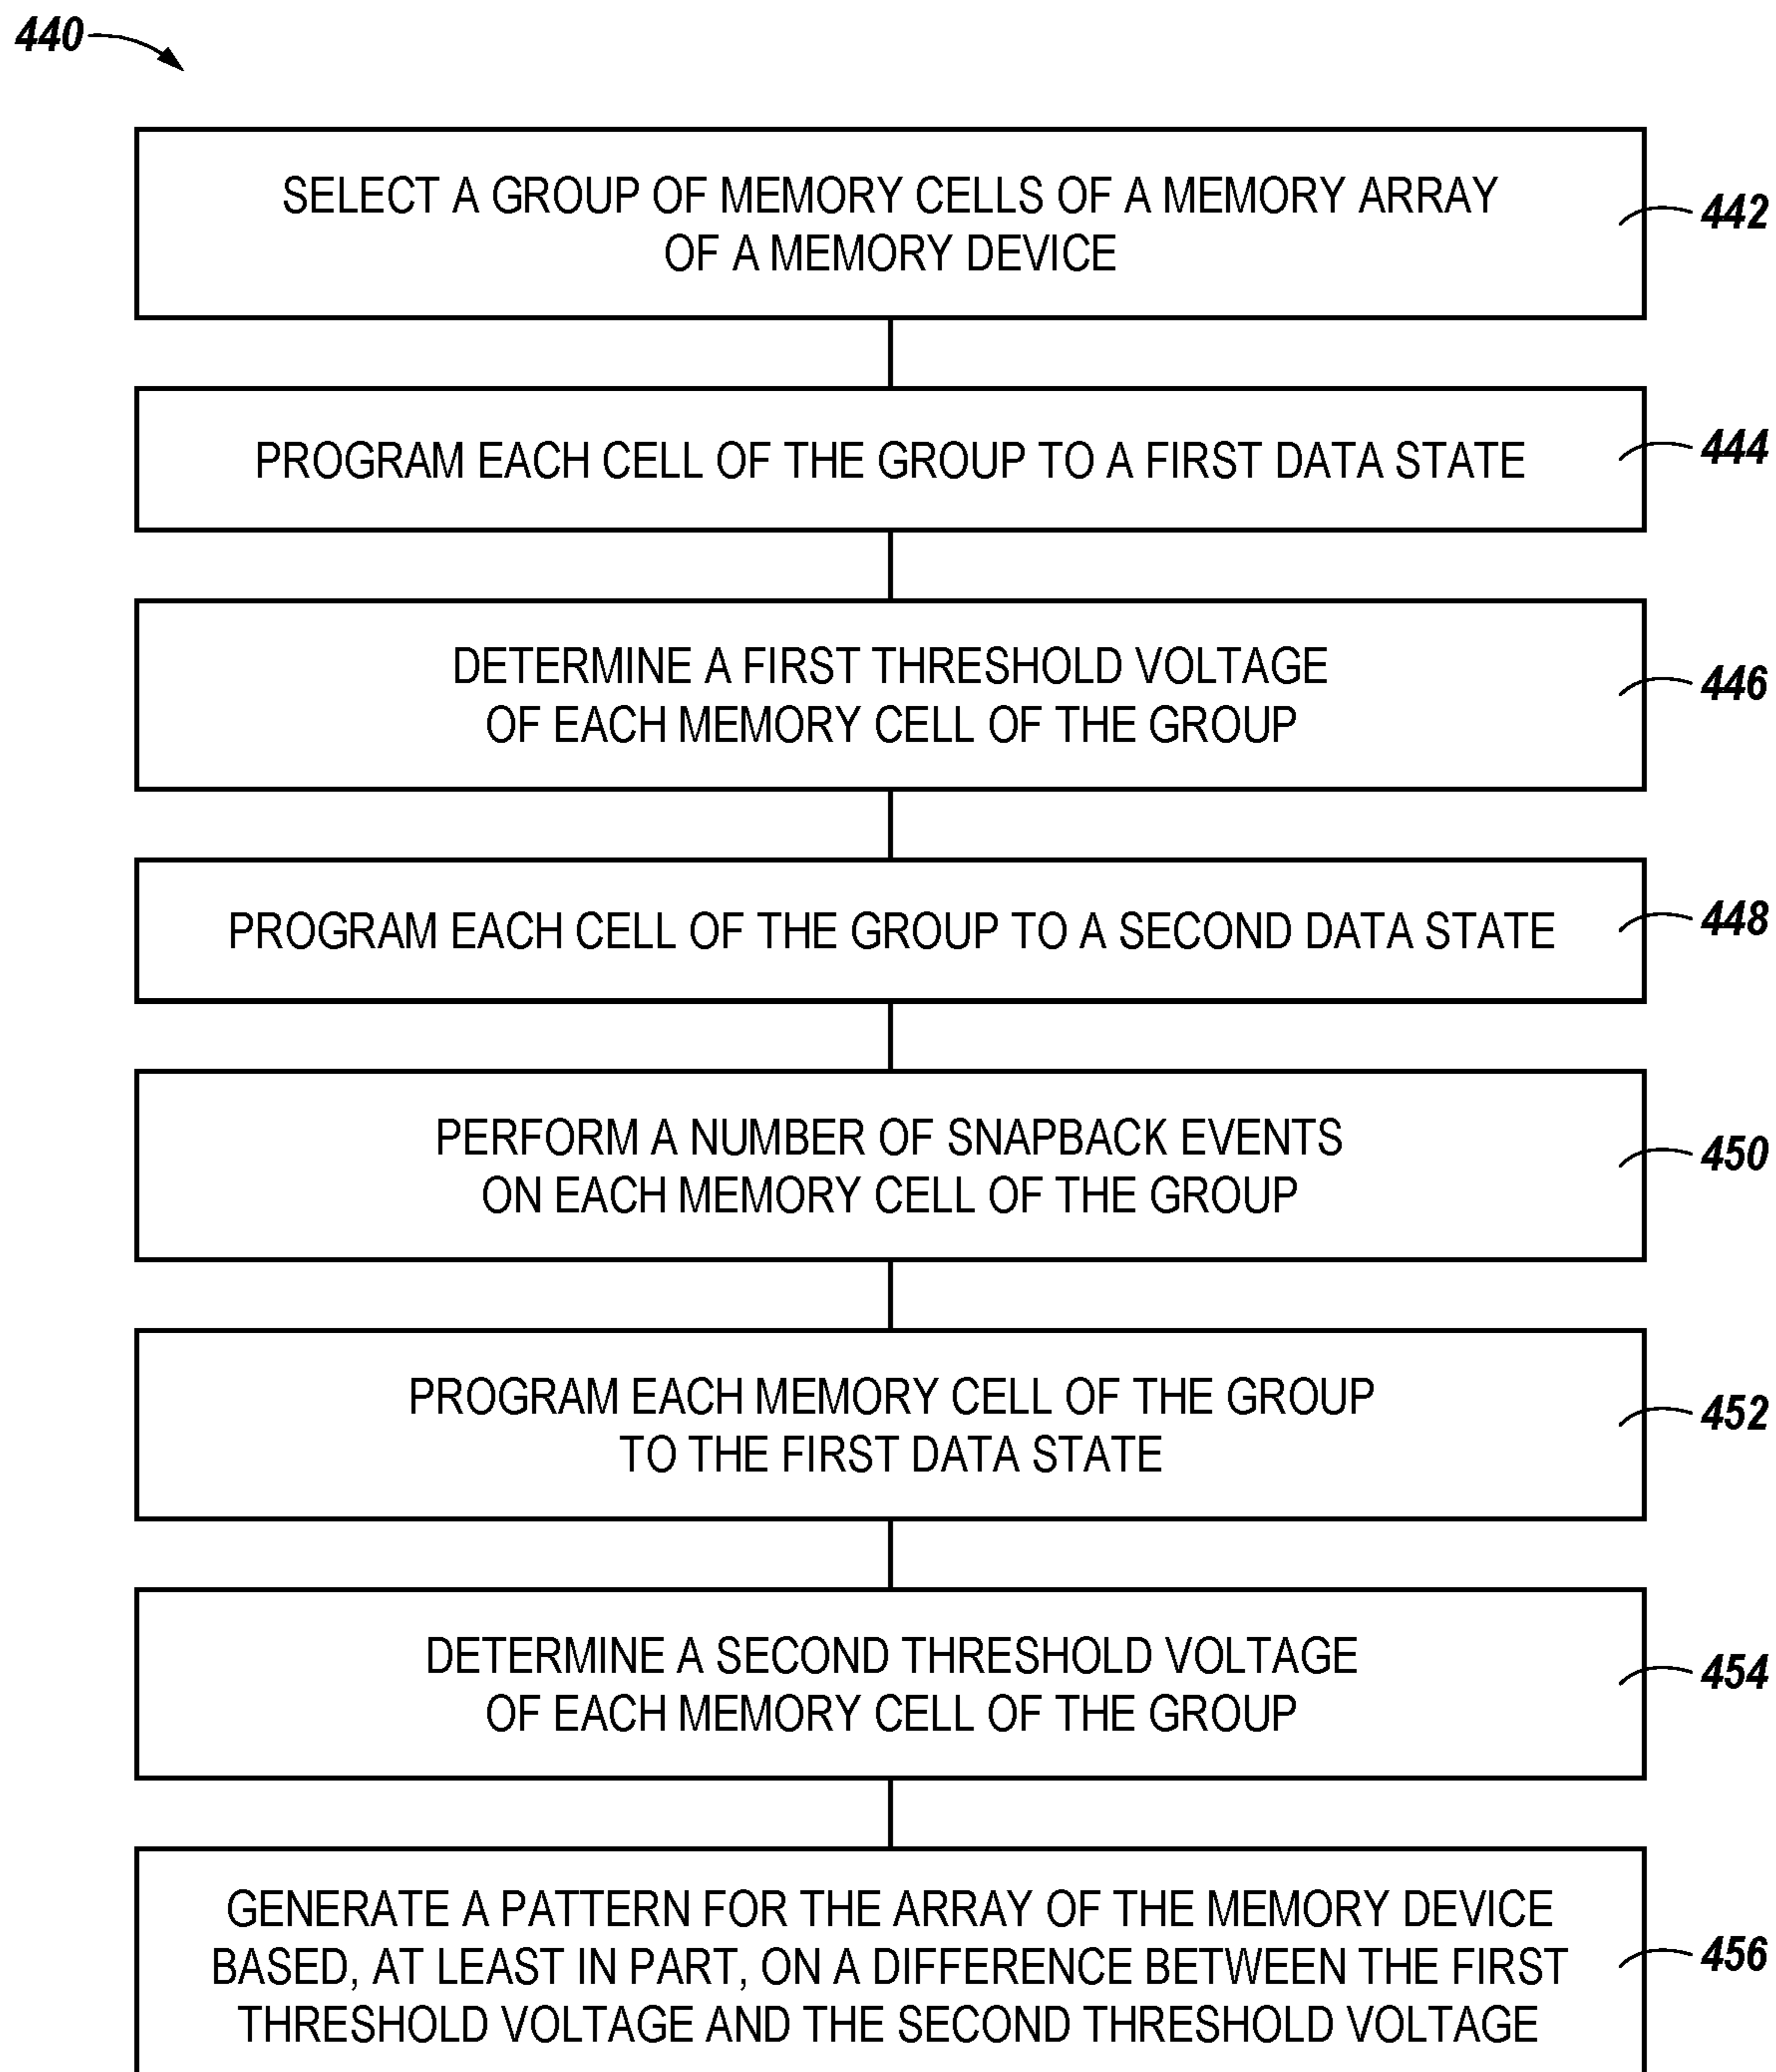 440
SELECT A GROUP OF MEMORY CELLS OF A MEMORY ARRAY
OF A MEMORY DEVICE
442
PROGRAM EACH CELL OF THE GROUP TO A FIRST DATA STATE
444
DETERMINE A FIRST THRESHOLD VOLTAGE
OF EACH MEMORY CELL OF THE GROUP
446
PROGRAM EACH CELL OF THE GROUP TO A SECOND DATA STATE
448
PERFORM A NUMBER OF SNAPBACK EVENTS
ON EACH MEMORY CELL OF THE GROUP
450
PROGRAM EACH MEMORY CELL OF THE GROUP
TO THE FIRST DATA STATE
452
DETERMINE A SECOND THRESHOLD VOLTAGE
OF EACH MEMORY CELL OF THE GROUP
454
GENERATE A PATTERN FOR THE ARRAY OF THE MEMORY DEVICE
BASED, AT LEAST IN PART, ON A DIFFERENCE BETWEEN THE FIRST
THRESHOLD VOLTAGE AND THE SECOND THRESHOLD VOLTAGE
456